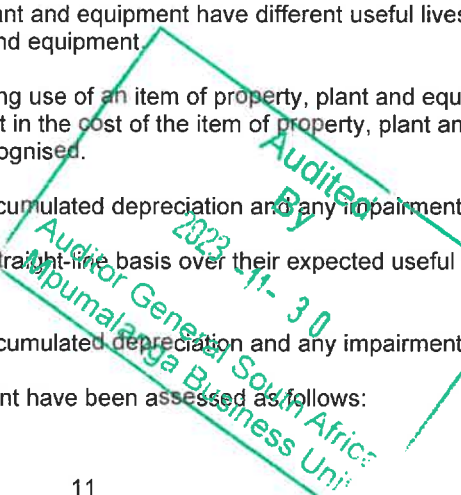 ant and equipment have different useful lives
nd equipment.
ng use of an item of property, plant and equ
t in the cost of the item of property, plant an
ognised.
cumulated depreciation and any impairment
traight-line basis over their expected useful
cumulated depreciation and any impairment
nt have been assessed as follows:
11
Audited
By
2023 -11- 30
Auditor General South Africa
Mpumalanga Business Uni